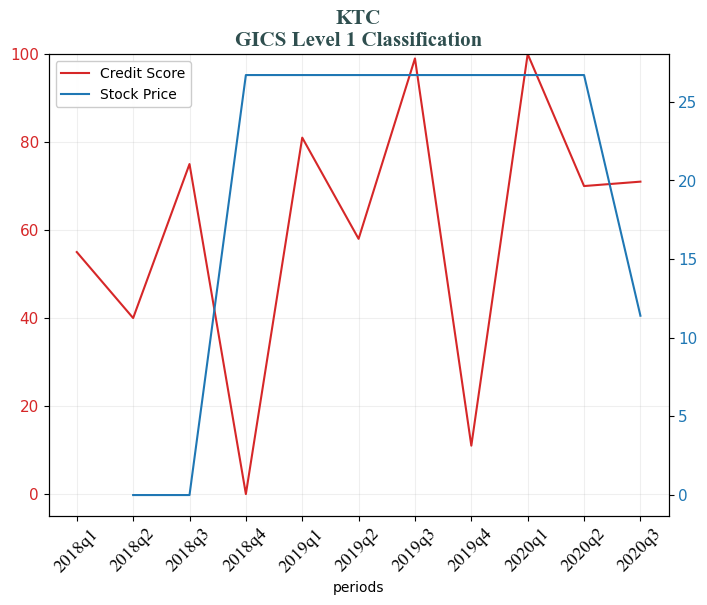 KTC
GICS Level 1 Classification
Credit Score
Stock Price
100
80
60
40
20
0
25
20
15
10
5
0
2018q1
2018q2
2018q3
2018q4
2019q1
2019q2
2019q3
2019q4
2020q1
2020q2
2020q3
periods